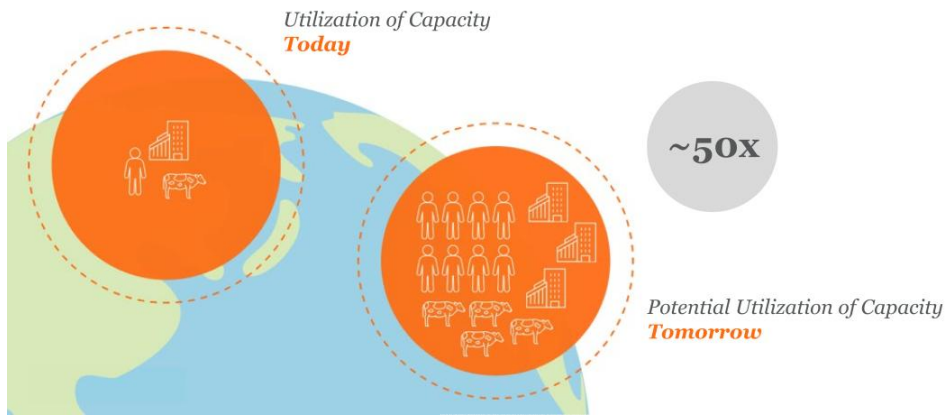 Utilization of Capacity
Today
~50x
Potential Utilization of Capacity
Tomorrow